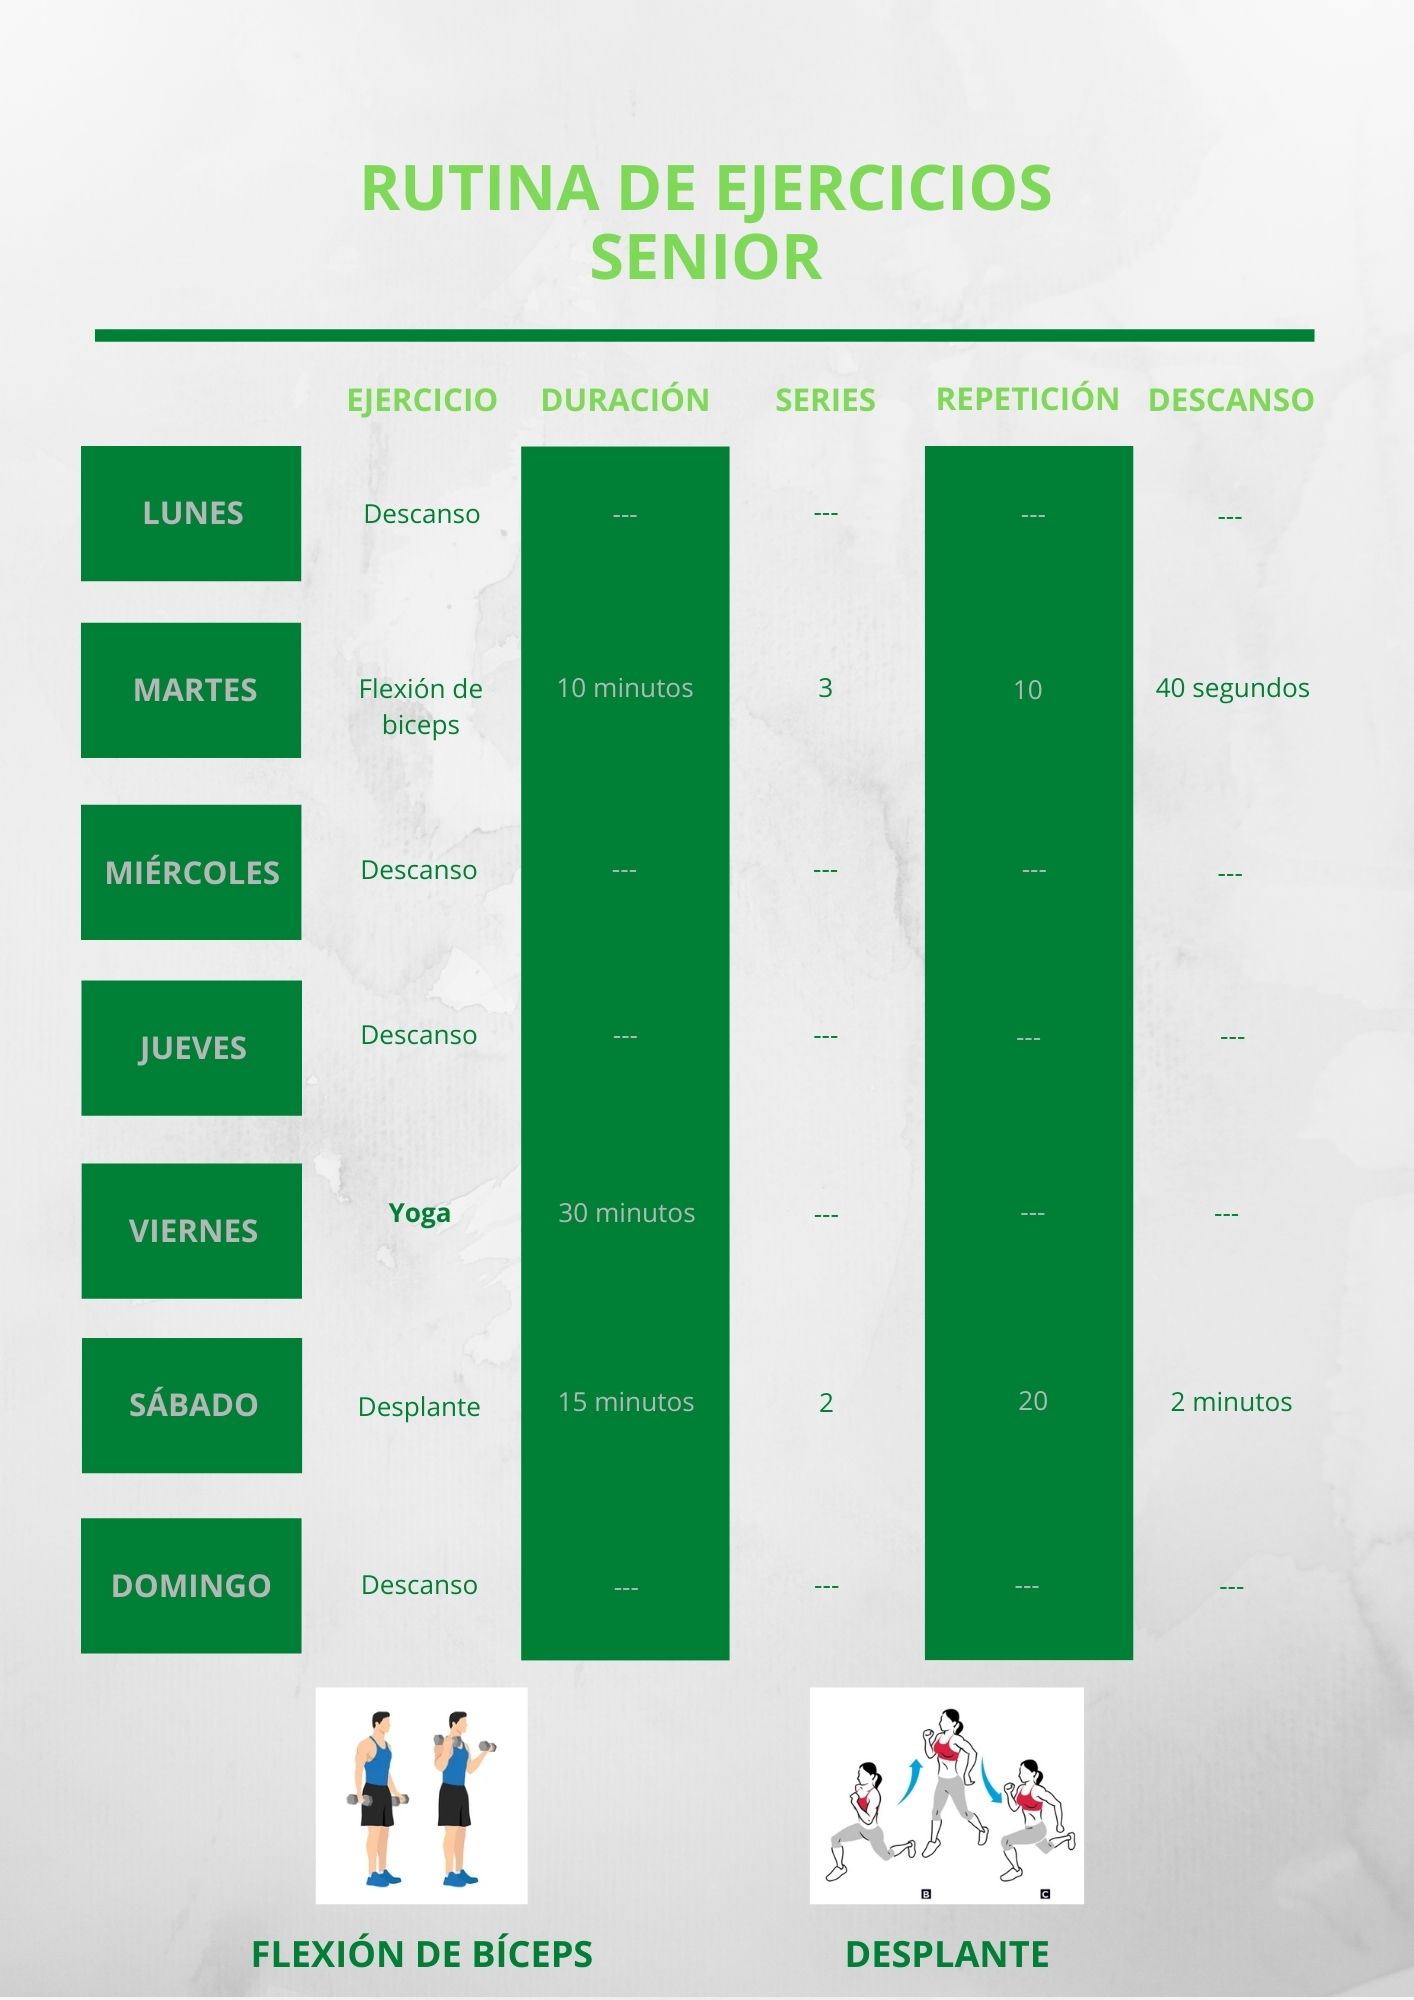 RUTINA DE EJERCICIOS
SENIOR
EJERCICIO DURACIÓN SERIES REPETICIÓN DESCANSO
LUNES Descanso --- --- --- ---
MARTES Flexión de 10 minutos 3 10 40 segundos
biceps
MIÉRCOLES Descanso --- --- --- ---
JUEVES Descanso --- --- --- ---
VIERNES Yoga 30 minutos --- --- ---
SÁBADO Desplante 15 minutos 2 20 2 minutos
DOMINGO Descanso --- --- --- ---
B C
FLEXIÓN DE BÍCEPS DESPLANTE